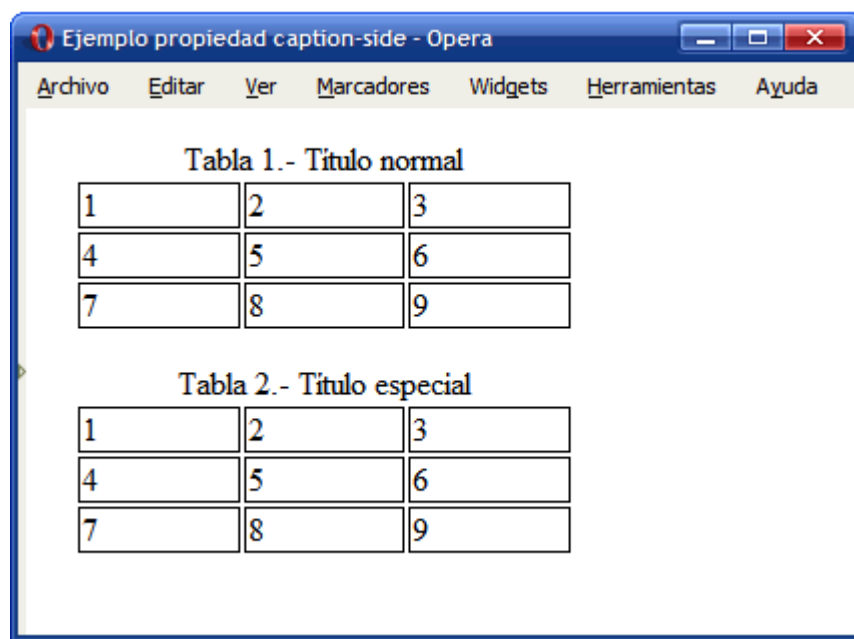 Ejemplo propiedad caption-side - Opera
Archivo Editar Ver Marcadores Widgets Herramientas Ayuda
Tabla 1.- Título normal
1 2 3
4 5 6
7 8 9
Tabla 2.- Título especial
1 2 3
4 5 6
7 8 9